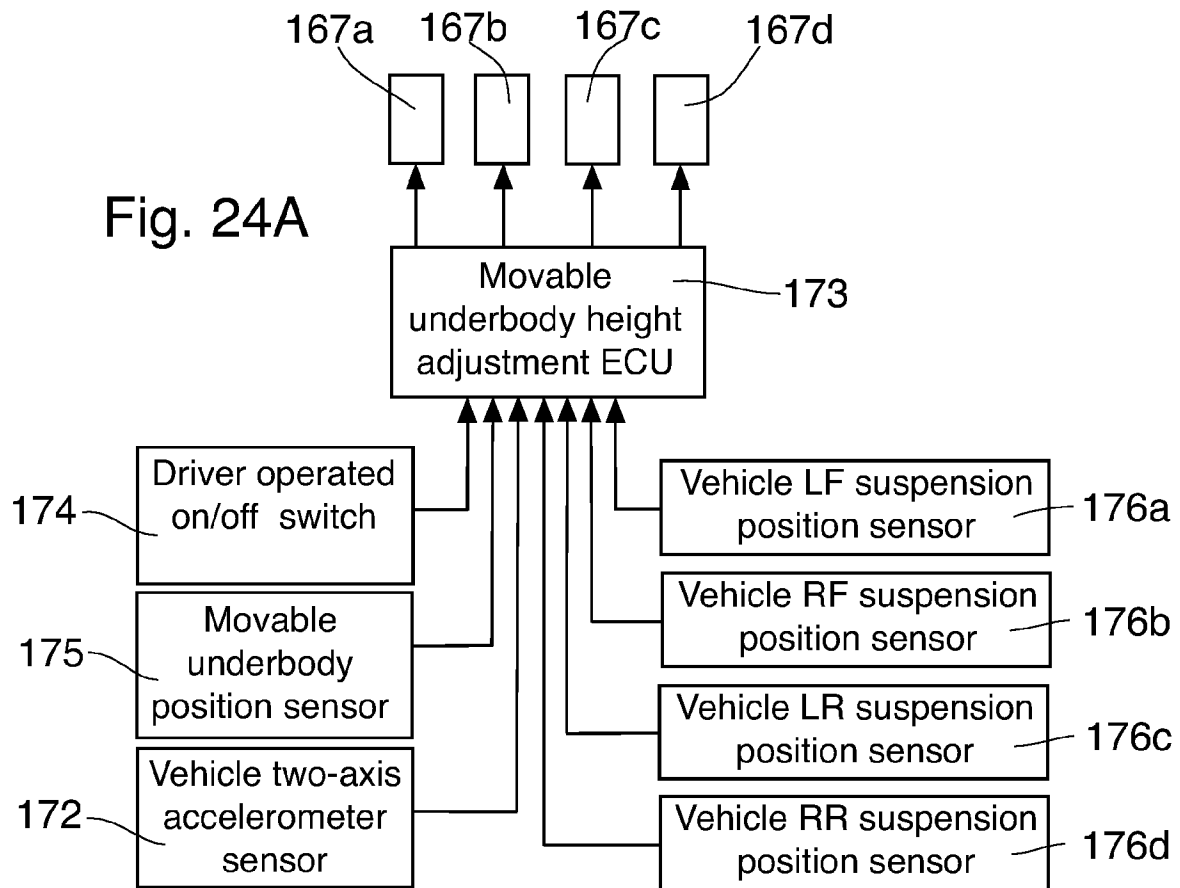 167a
167b
167c
167d
Fig. 24A
Movable
underbody height
adjustment ECU
173
Driver operated
on/off switch
174
Movable
underbody
position sensor
175
Vehicle two-axis
accelerometer
sensor
172
Vehicle LF suspension
position sensor
176a
Vehicle RF suspension
position sensor
176b
Vehicle LR suspension
position sensor
176c
Vehicle RR suspension
position sensor
176d